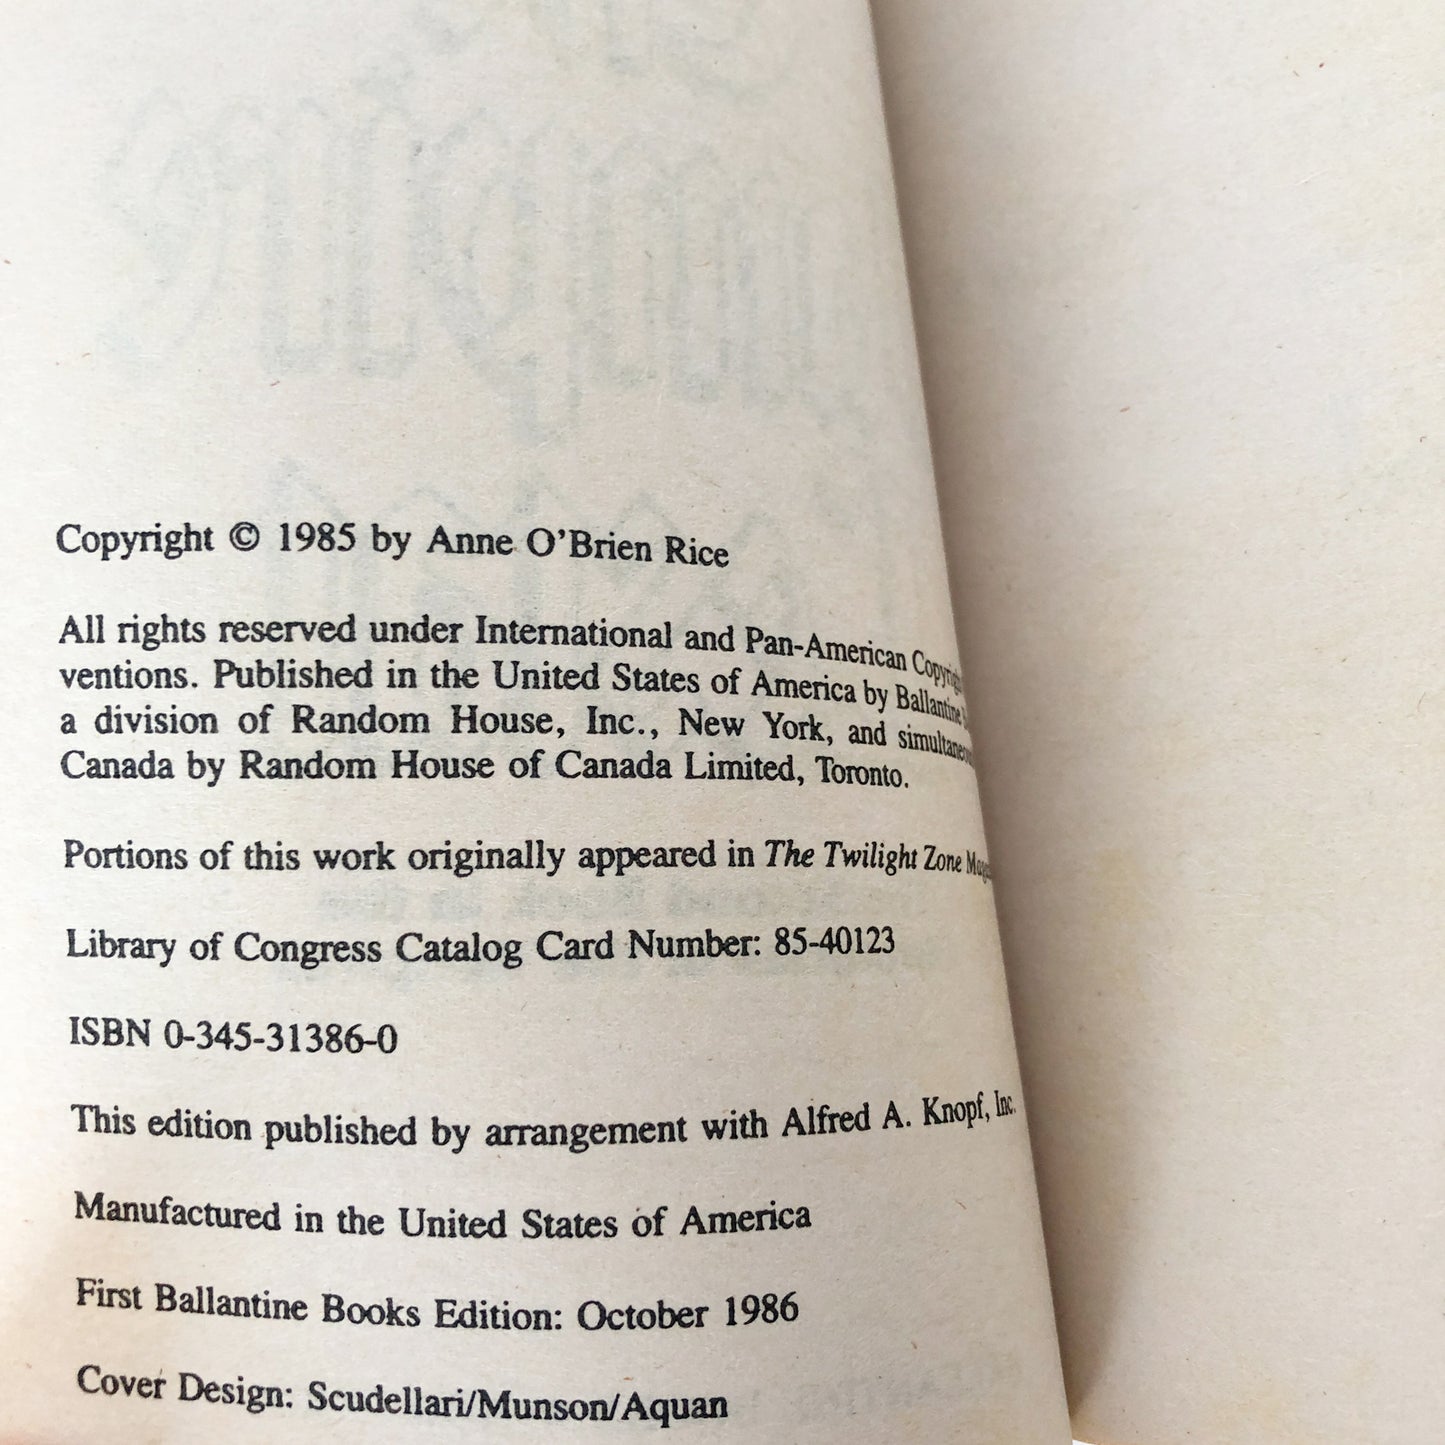 Copyright © 1985 by Anne O'Brien Rice
All rights reserved under International and Pan-American Copyright
ventions. Published in the United States of America by Ballantine
a division of Random House, Inc., New York, and
Canada by Random House of Canada Limited, Toronto.
Portions of this work originally appeared in The Twilight Zone
Library of Congress Catalog Card Number: 85-40123
ISBN 0-345-31386-0
This edition published by arrangement with Alfred A. Knopf, Inc.
Manufactured in the United States of America
First Ballantine Books Edition: October 1986
Cover Design: Scudellari/Munson/Aquan